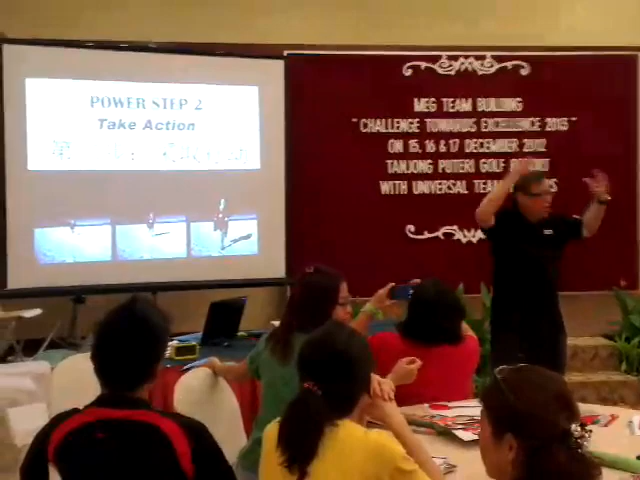 POWER STEP 2
Take Action
MEG TEAM BUILDING
"CHALLENGE TOWARDS EXCELLENCE 2013"
ON 15, 16 & 17 DECEMBER 2012
TANJONG PUTERI GOLF RESORT
WITH UNIVERSAL